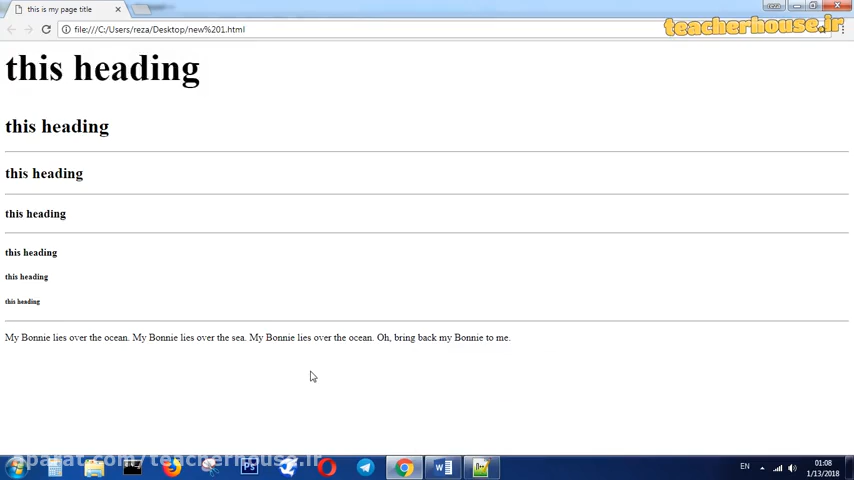 this is my page title
reza
file:///C:/Users/reza/Desktop/new%201.html
teacherhouse.ir
this heading
this heading
this heading
this heading
this heading
this heading
this heading
My Bonnie lies over the ocean. My Bonnie lies over the sea. My Bonnie lies over the ocean. Oh, bring back my Bonnie to me.
aparat.com/teacherhouse.ir
EN
01:08
1/13/2018